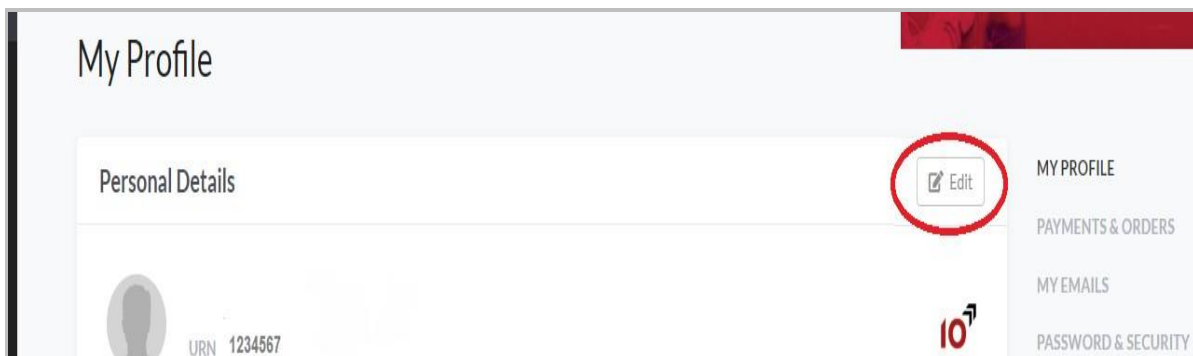 My Profile
Personal Details
Edit
URN 1234567
10
MY PROFILE
PAYMENTS & ORDERS
MY EMAILS
PASSWORD & SECURITY